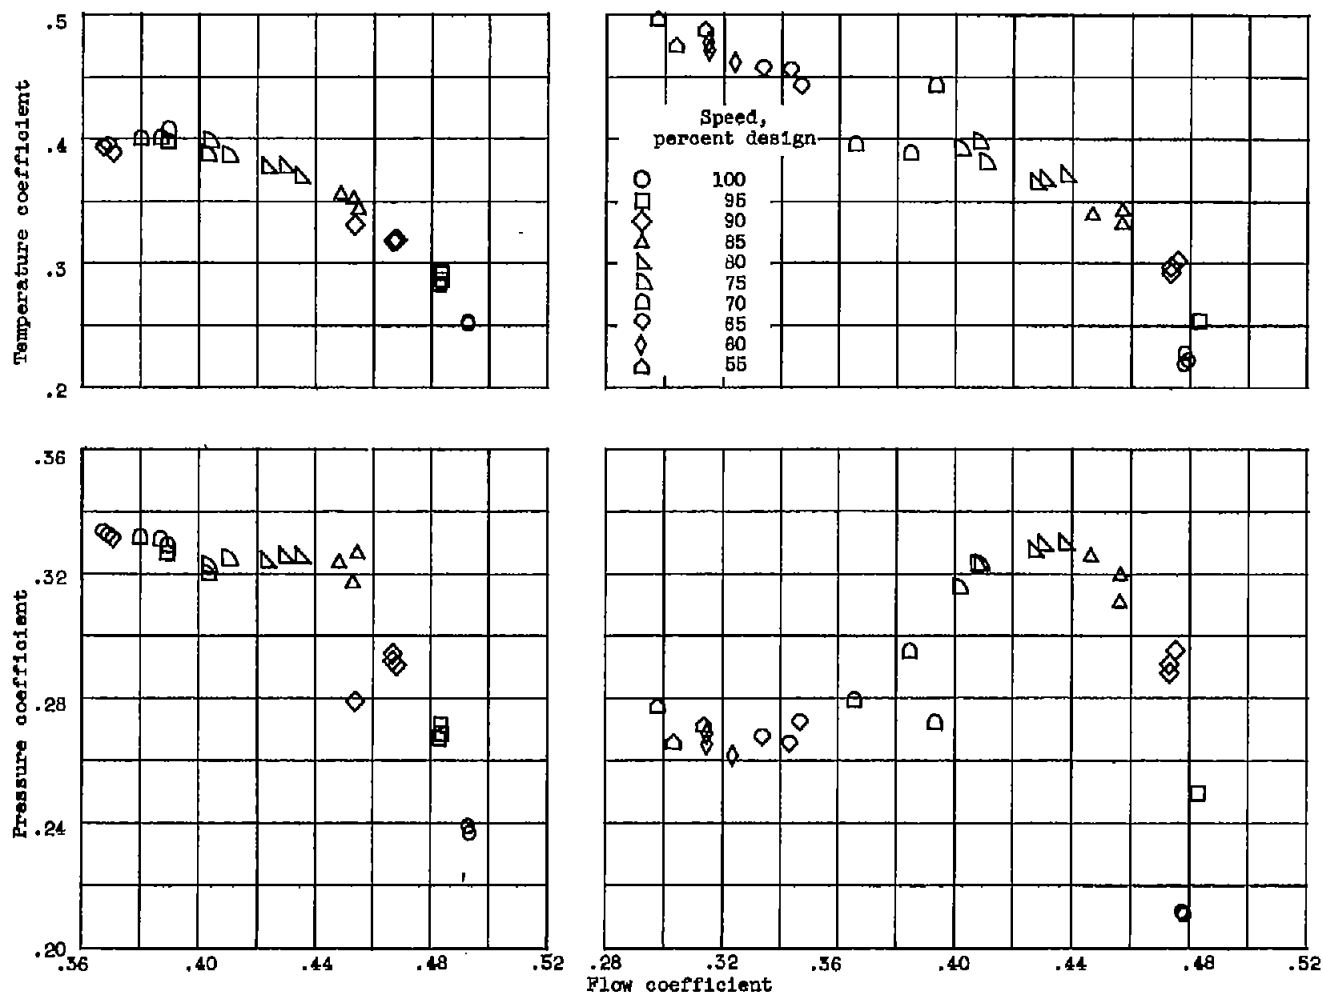 .5
.4
.3
.2
Temperature coefficient
Speed,
percent design
100
95
90
85
80
75
70
65
60
55
.36
.32
.28
.24
.20
Pressure coefficient
.36 .40 .44 .48 .52
.28 .32 .36 .40 .44 .48 .52
Flow coefficient